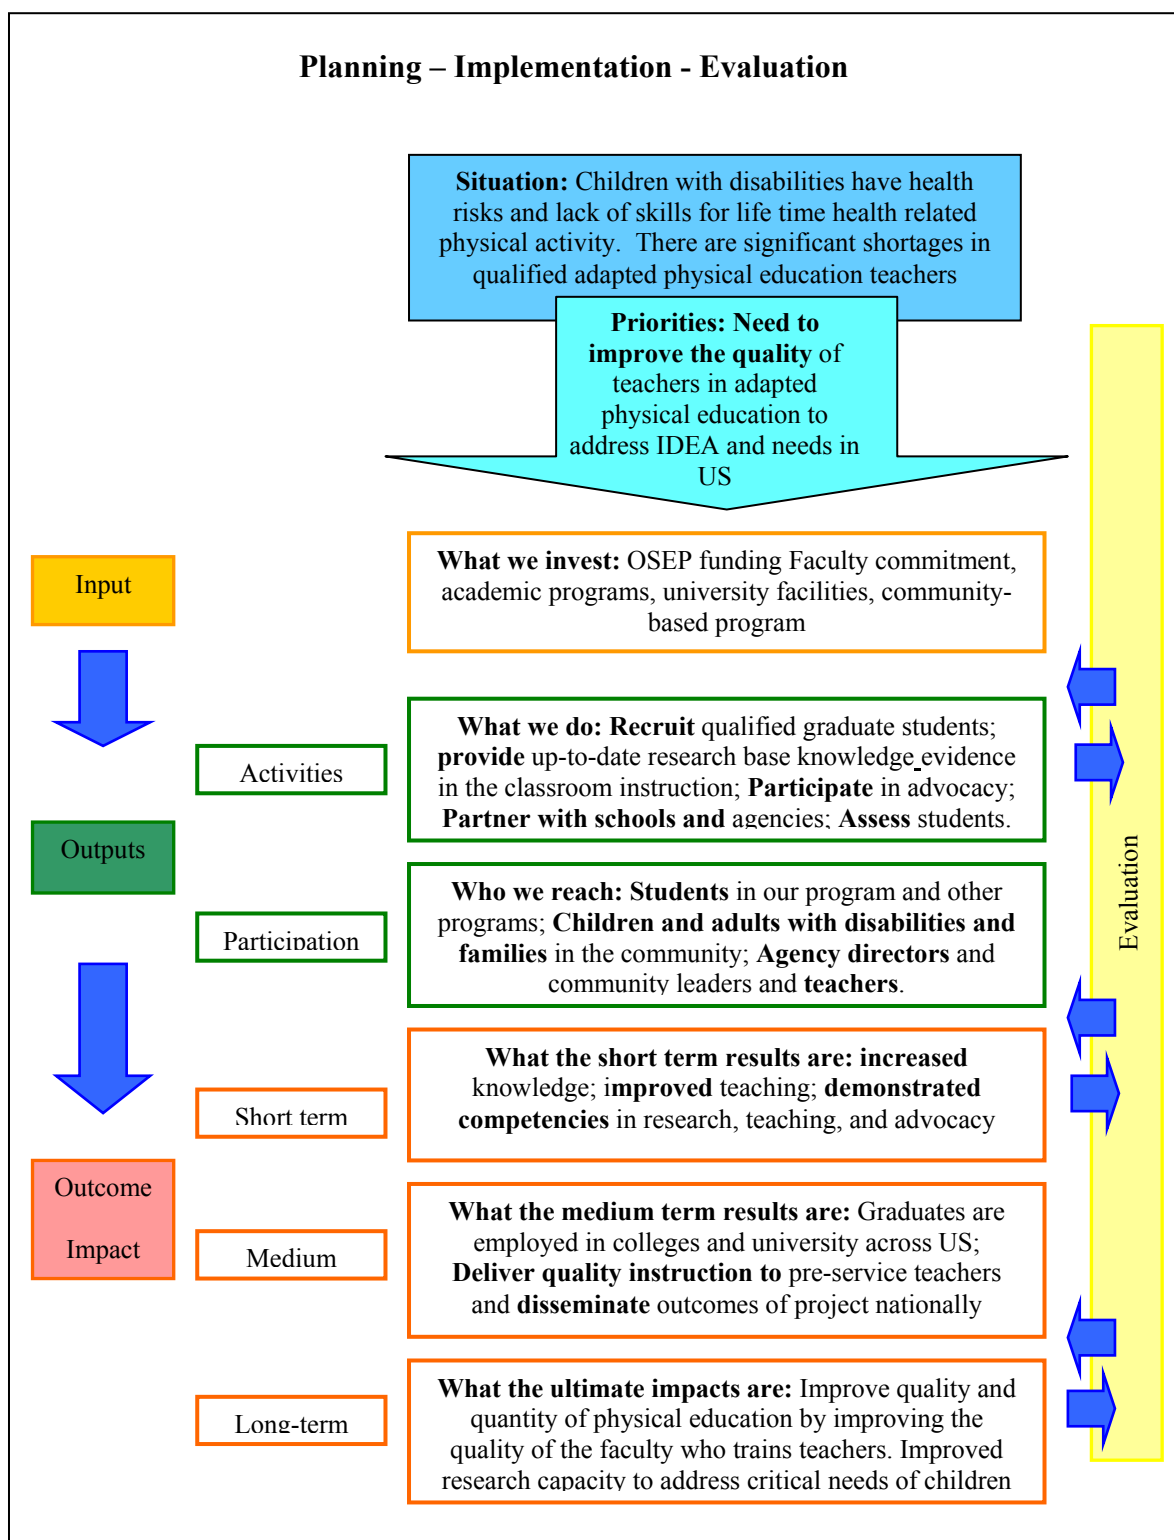 Planning – Implementation - Evaluation
Situation: Children with disabilities have health
risks and lack of skills for life time health related
physical activity. There are significant shortages in
qualified adapted physical education teachers
Priorities: Need to
improve the quality of
teachers in adapted
physical education to
address IDEA and needs in
US
Input
What we invest: OSEP funding Faculty commitment,
academic programs, university facilities, community-
based program
Activities
What we do: Recruit qualified graduate students;
provide up-to-date research base knowledge evidence
in the classroom instruction; Participate in advocacy;
Partner with schools and agencies; Assess students.
Outputs
Participation
Who we reach: Students in our program and other
programs; Children and adults with disabilities and
families in the community; Agency directors and
community leaders and teachers.
Short term
What the short term results are: increased
knowledge; improved teaching; demonstrated
competencies in research, teaching, and advocacy
Outcome
Impact
Medium
What the medium term results are: Graduates are
employed in colleges and university across US;
Deliver quality instruction to pre-service teachers
and disseminate outcomes of project nationally
Long-term
What the ultimate impacts are: Improve quality and
quantity of physical education by improving the
quality of the faculty who trains teachers. Improved
research capacity to address critical needs of children
Evaluation